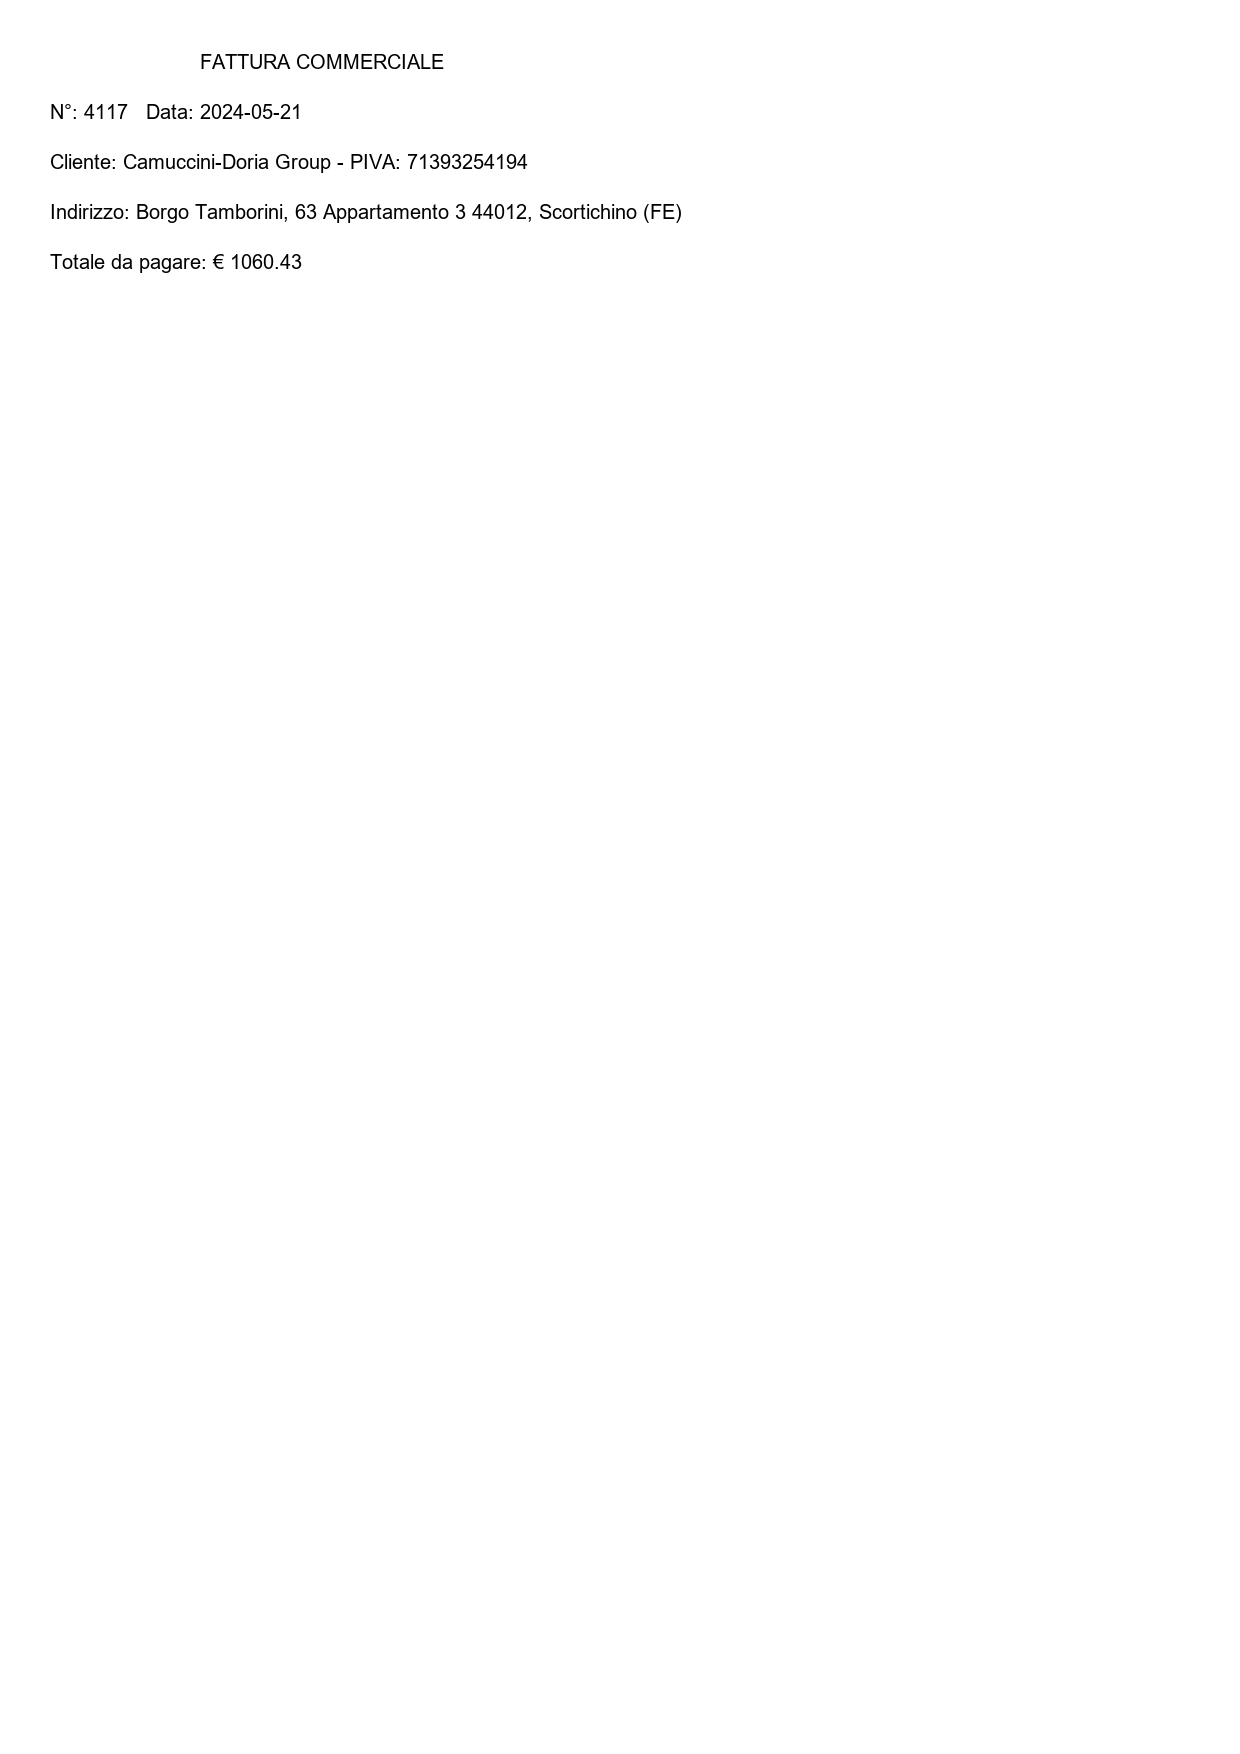 FATTURA COMMERCIALE
N°: 4117   Data: 2024-05-21
Cliente: Camuccini-Doria Group - PIVA: 71393254194
Indirizzo: Borgo Tamborini, 63 Appartamento 3 44012, Scortichino (FE)
Totale da pagare: € 1060.43